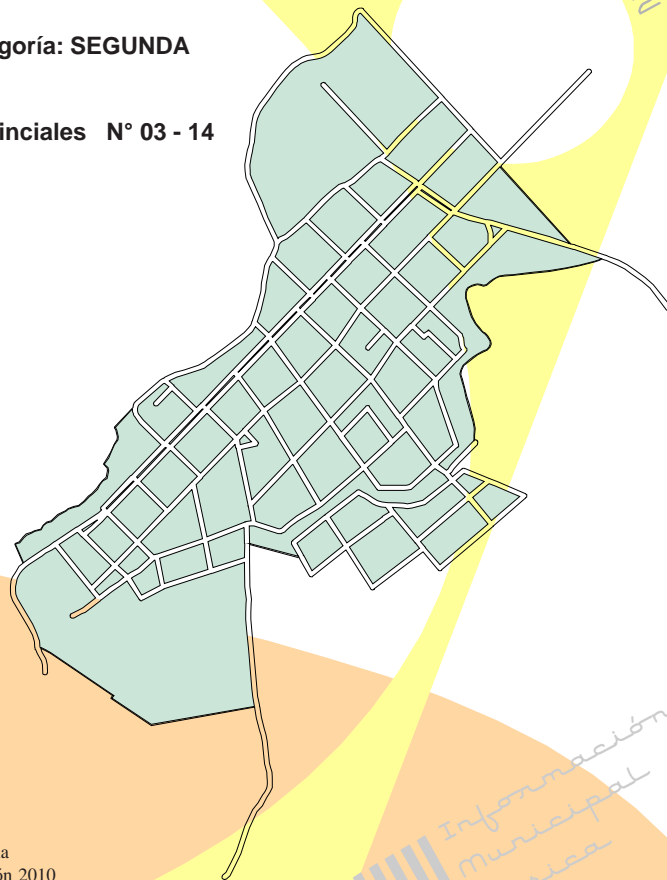 goría: SEGUNDA
inciales N° 03 - 14
Información
Municipal
a
ón 2010